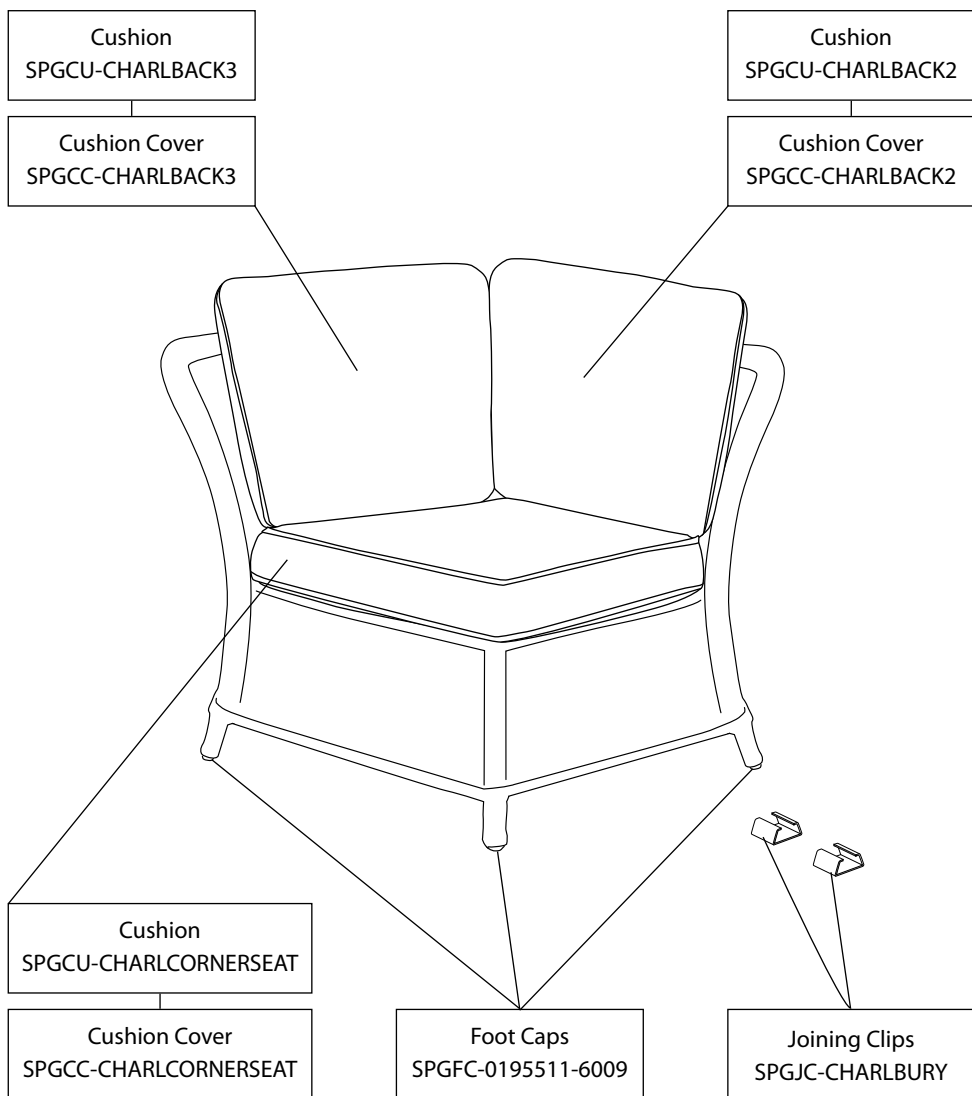 Cushion
SPGCU-CHARLBACK3
Cushion Cover
SPGCC-CHARLBACK3
Cushion
SPGCU-CHARLBACK2
Cushion Cover
SPGCC-CHARLBACK2
Cushion
SPGCU-CHARLCORNERSEAT
Cushion Cover
SPGCC-CHARLCORNERSEAT
Foot Caps
SPGFC-0195511-6009
Joining Clips
SPGJC-CHARLBURY